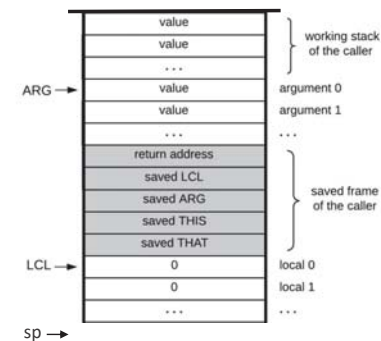 value
value
working stack
of the caller
...
ARG
value
argument 0
value
argument 1
...
...
return address
saved LCL
saved ARG
saved frame
of the caller
saved THIS
saved THAT
LCL
0
local 0
0
local 1
...
...
sp